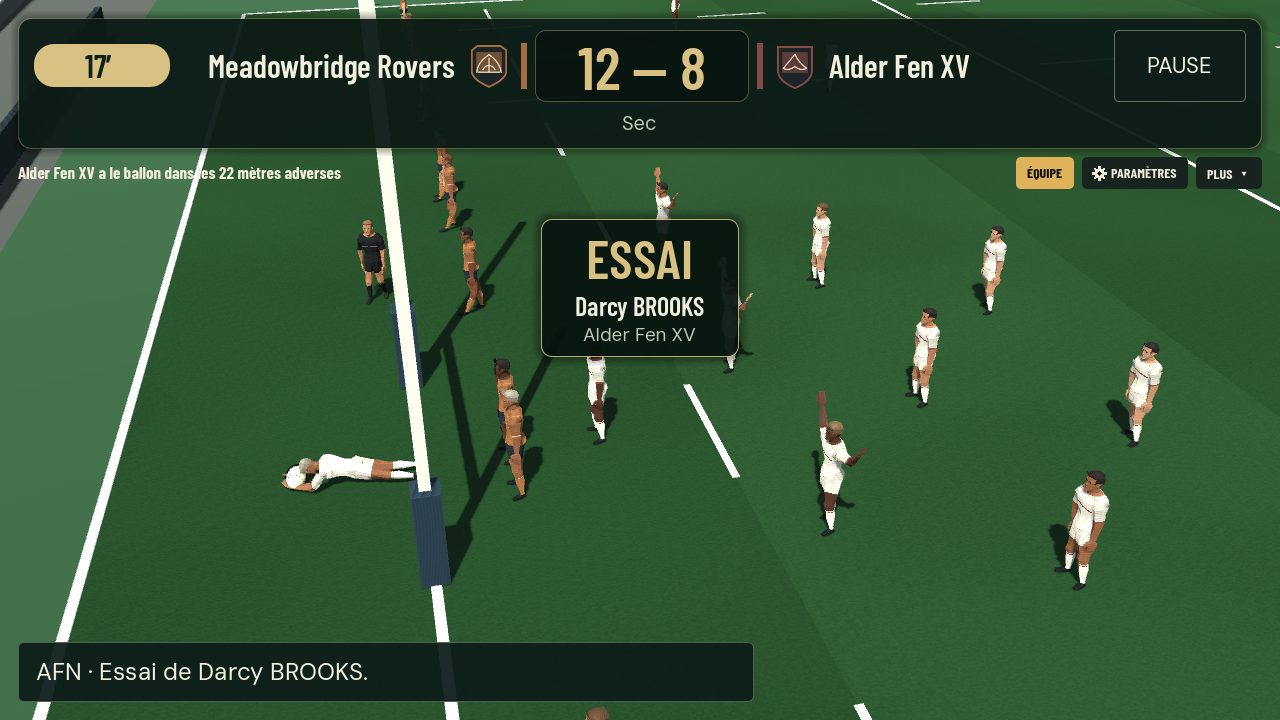 17’
Meadowbridge Rovers
12 – 8
Alder Fen XV
PAUSE
Sec
Alder Fen XV a le ballon dans les 22 mètres adverses
ÉQUIPE
PARAMÈTRES
PLUS
ESSAI
Darcy BROOKS
Alder Fen XV
AFN · Essai de Darcy BROOKS.